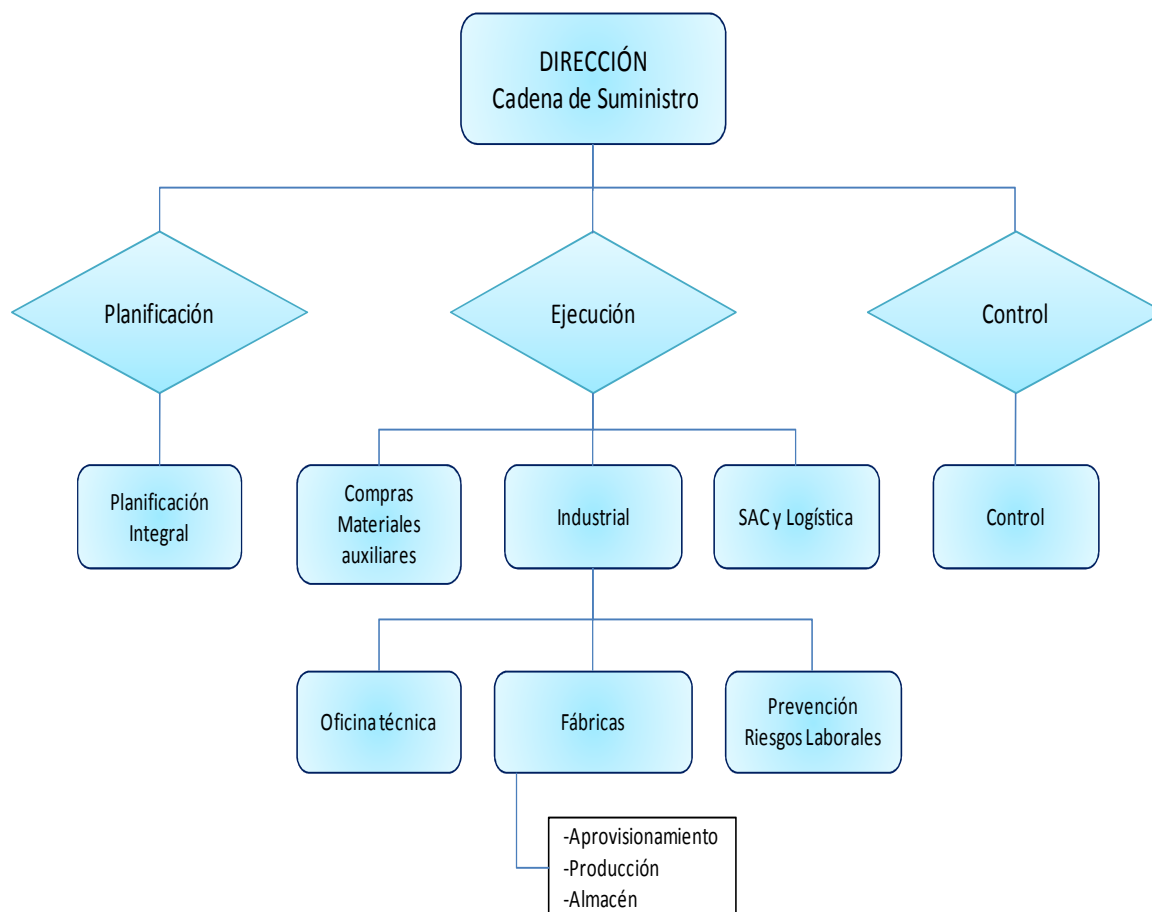 DIRECCIÓN
Cadena de Suministro
Planificación
Ejecución
Control
Planificación
Integral
Compras
Materiales
auxiliares
Industrial
SAC y Logística
Control
Oficina técnica
Fábricas
Prevención
Riesgos Laborales
-Aprovisionamiento
-Producción
-Almacén